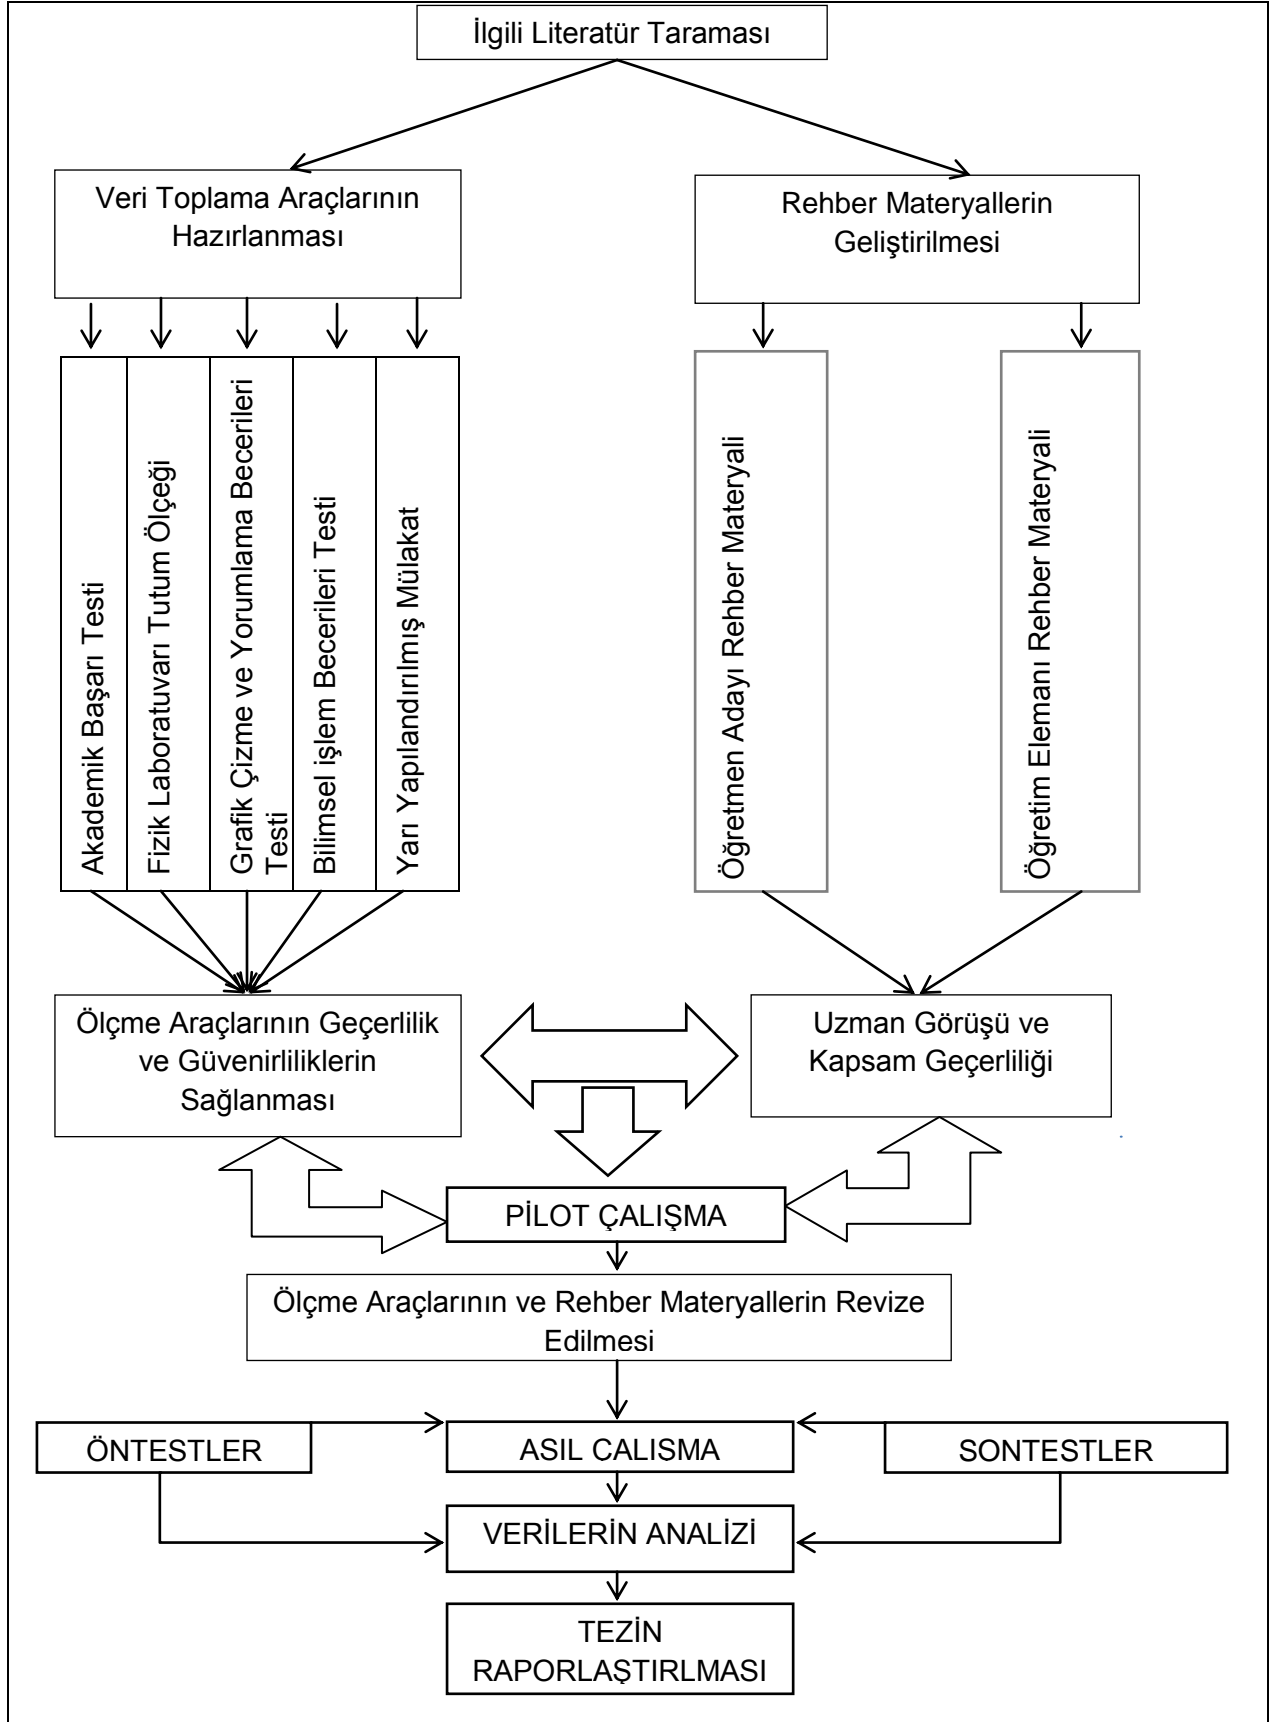 İlgili Literatür Taraması
Veri Toplama Araçlarının
Hazırlanması
Rehber Materyallerin
Geliştirilmesi
Akademik Başarı Testi
Fizik Laboratuvarı Tutum Ölçeği
Grafik Çizme ve Yorumlama Becerileri
Testi
Bilimsel işlem Becerileri Testi
Yarı Yapılandırılmış Mülakat
Öğretmen Adayı Rehber Materyali
Öğretim Elemanı Rehber Materyali
Ölçme Araçlarının Geçerlilik
ve Güvenirliliklerin
Sağlanması
Uzman Görüşü ve
Kapsam Geçerliliği
PİLOT ÇALIŞMA
Ölçme Araçlarının ve Rehber Materyallerin Revize
Edilmesi
ÖNTESTLER
ASIL CALISMA
SONTESTLER
VERİLERİN ANALİZİ
TEZİN
RAPORLAŞTIRLMASI